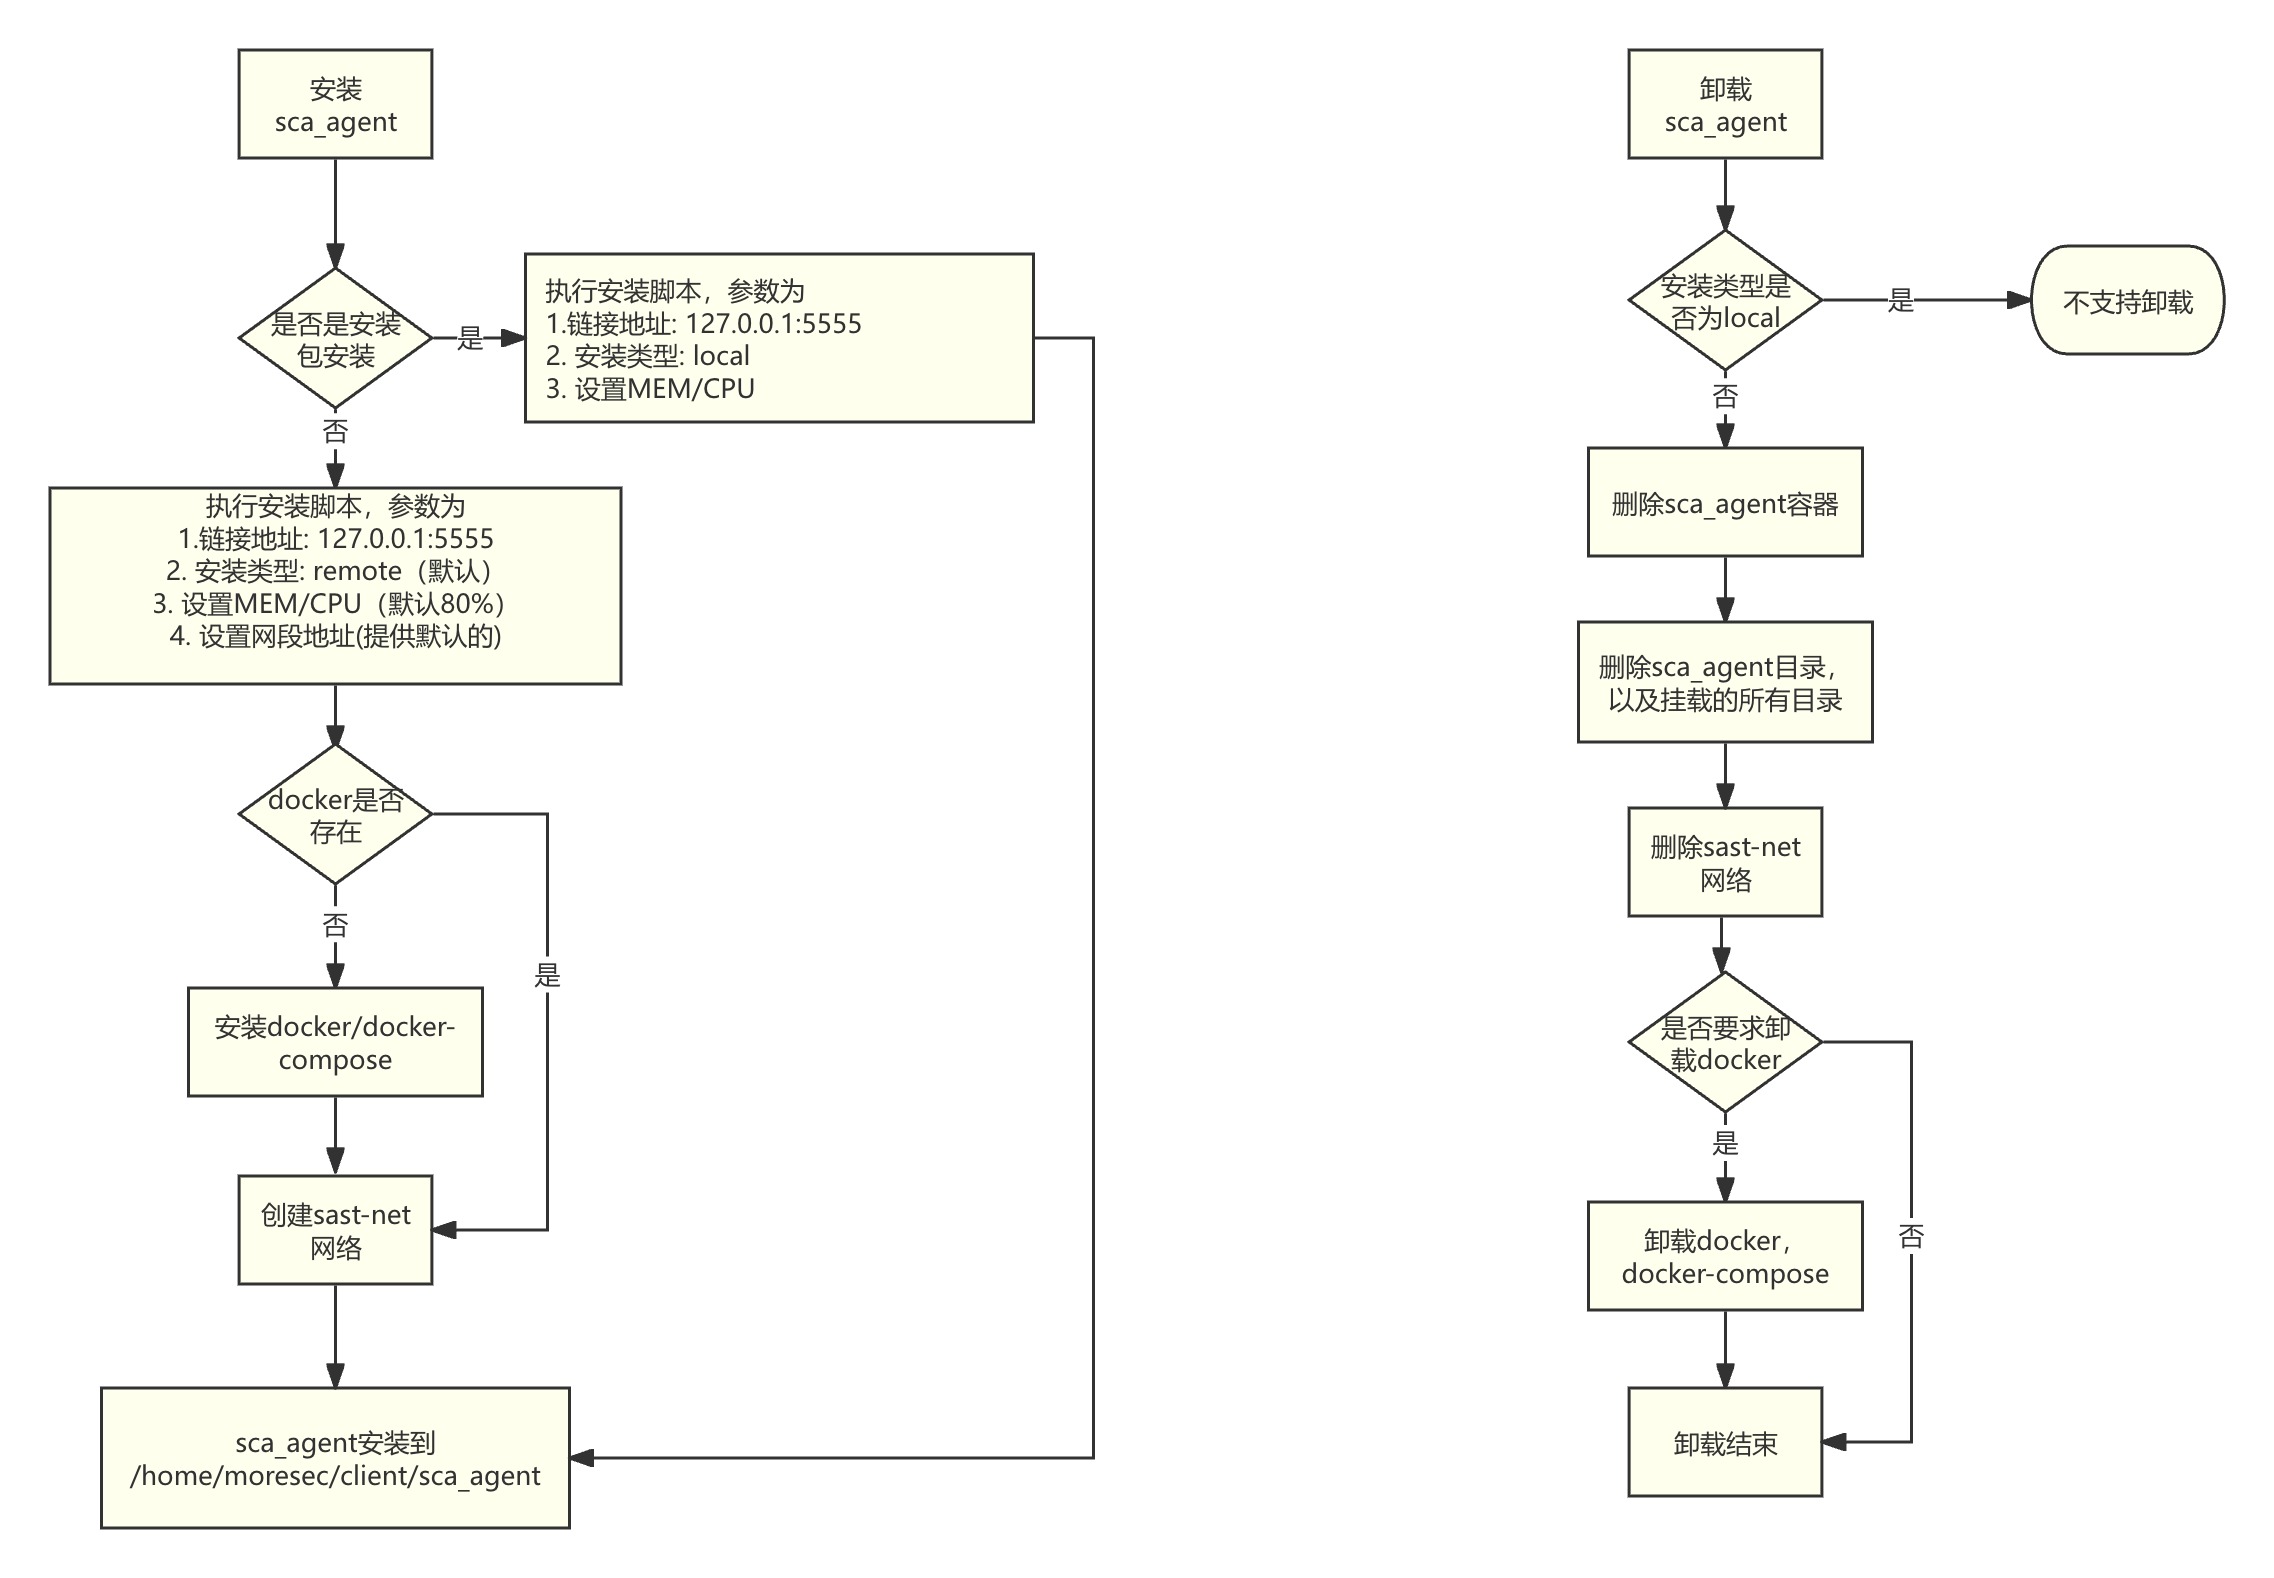 安装
sca_agent
是否是安装
包安装
是
执行安装脚本，参数为
1.链接地址: 127.0.0.1:5555
2. 安装类型: local
3. 设置MEM/CPU
否
执行安装脚本，参数为
1.链接地址: 127.0.0.1:5555
2. 安装类型: remote（默认）
3. 设置MEM/CPU（默认80%）
4. 设置网段地址(提供默认的)
docker是否
存在
否
是
安装docker/docker-
compose
创建sast-net
网络
sca_agent安装到
/home/moresec/client/sca_agent
卸载
sca_agent
安装类型是
否为local
是
不支持卸载
否
删除sca_agent容器
删除sca_agent目录，
以及挂载的所有目录
删除sast-net
网络
是否要求卸
载docker
是
否
卸载docker，
docker-compose
卸载结束